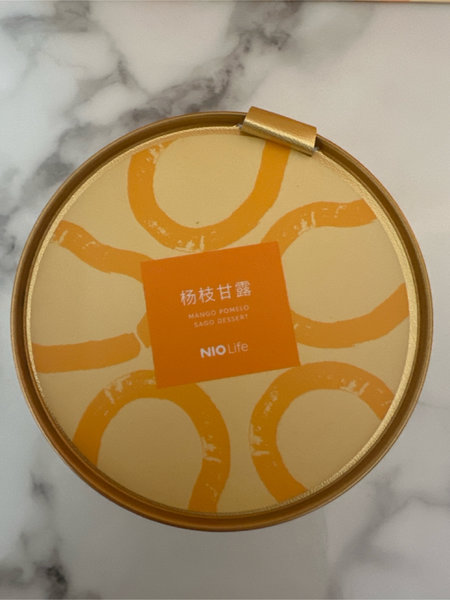 杨枝甘露
MANGO POMELO
SAGO DESSERT
NIO Life